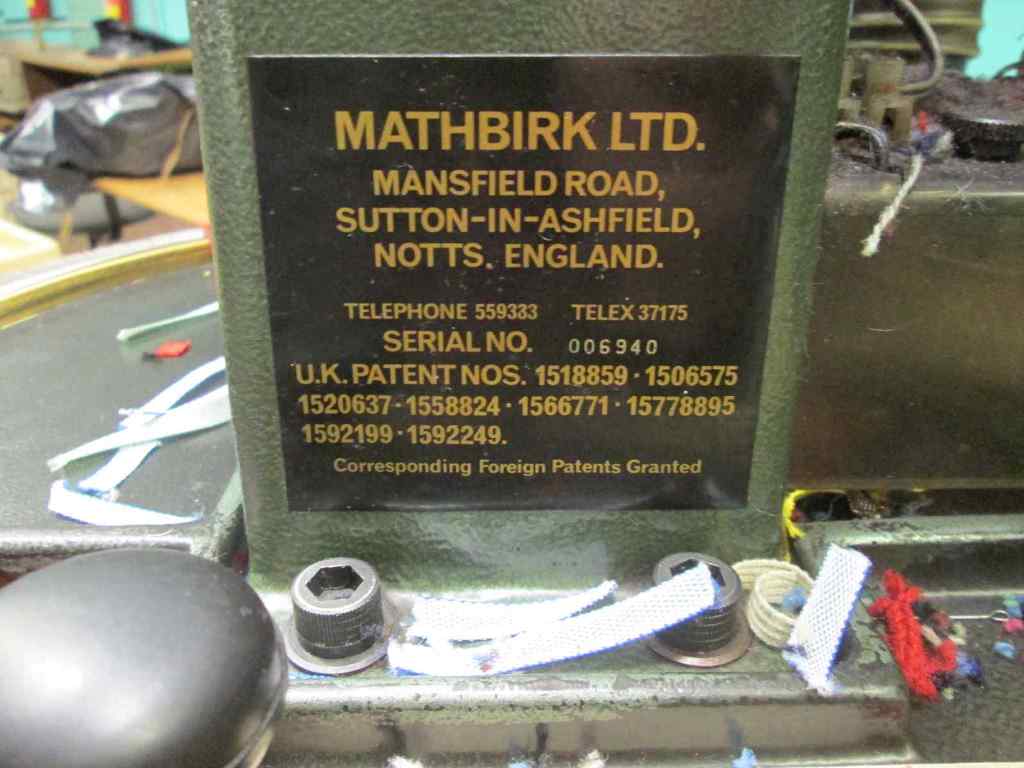 MATHBIRK LTD.
MANSFIELD ROAD,
SUTTON-IN-ASHFIELD,
NOTTS. ENGLAND.
TELEPHONE 559333 TELEX 37175
SERIAL NO. 006940
U.K. PATENT NOS. 1518859 · 1506575
1520637 · 1558824 · 1566771 · 15778895
1592199 · 1592249.
Corresponding Foreign Patents Granted